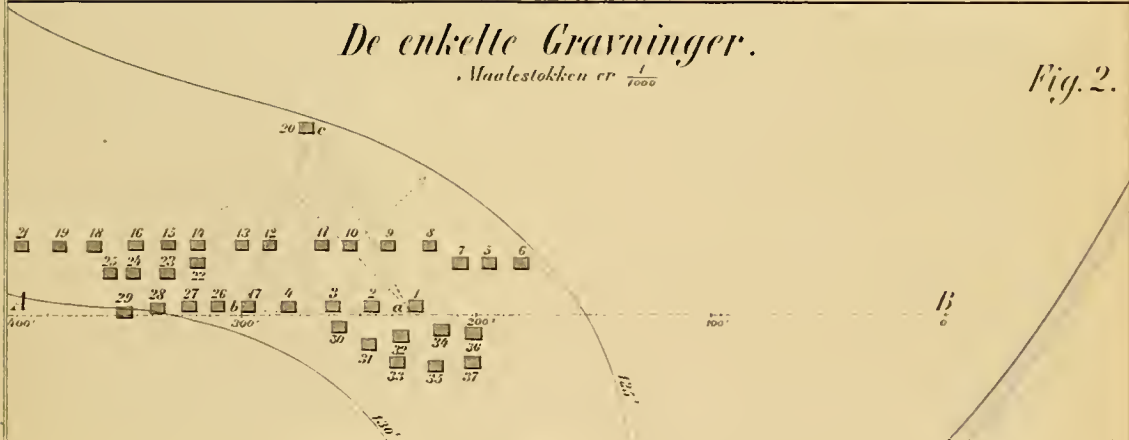 De enkelte Gravninger.
Maalestokken er 1/1000
Fig. 2.
20 c
21 19 18 16 15 14 13 12 11 10 9 8
7 5 6
25 24 23 22
A 29 28 27 26 b 17 4 3 2 a 1 B
400' 300' 200' 100' 0
30 31 32 34 36
33 35 37
130' 125'